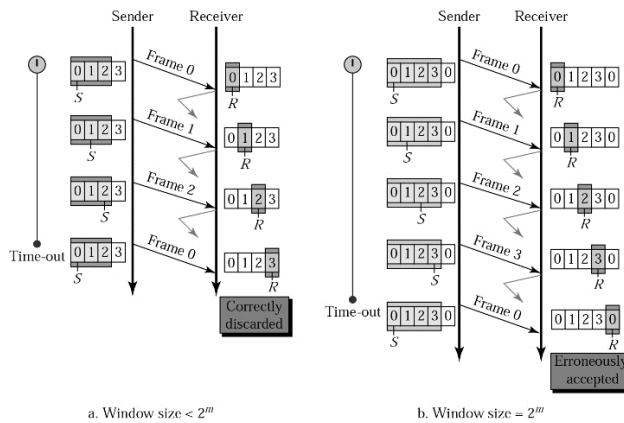 Sender Receiver
0 1 2 3
S
Frame 0
0 1 2 3
R
0 1 2 3
S
Frame 1
0 1 2 3
R
0 1 2 3
S
Frame 2
0 1 2 3
R
Time-out
0 1 2 3
S
Frame 0
0 1 2 3
R
Correctly
discarded
a. Window size < 2^m
Sender Receiver
0 1 2 3 0
S
Frame 0
0 1 2 3 0
R
0 1 2 3 0
S
Frame 1
0 1 2 3 0
R
0 1 2 3 0
S
Frame 2
0 1 2 3 0
R
0 1 2 3 0
S
Frame 3
0 1 2 3 0
R
Time-out
0 1 2 3 0
S
Frame 0
0 1 2 3 0
R
Erroneously
accepted
b. Window size = 2^m